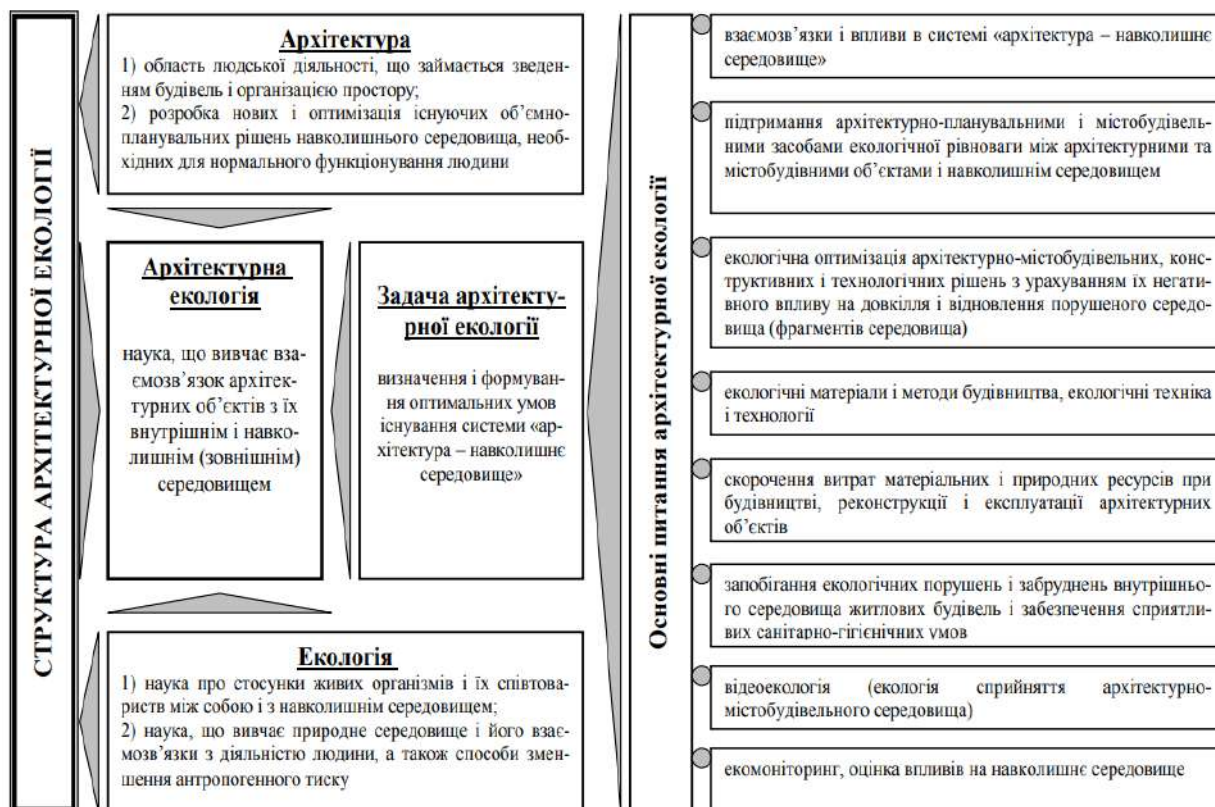 СТРУКТУРА АРХІТЕКТУРНОЇ ЕКОЛОГІЇ
Архітектура
1) область людської діяльності, що займається зведен-
ням будівель і організацією простору;
2) розробка нових і оптимізація існуючих об’ємно-
планувальних рішень навколишнього середовища, необ-
хідних для нормального функціонування людини
Архітектурна
екологія
наука, що вивчає вза-
ємозв’язок архітек-
турних об’єктів з їх
внутрішнім і навко-
лишнім (зовнішнім)
середовищем
Задача архітекту-
рної екології
визначення і формуван-
ня оптимальних умов
існування системи «ар-
хітектура – навколишнє
середовище»
Екологія
1) наука про стосунки живих організмів і їх співтова-
риств між собою і з навколишнім середовищем;
2) наука, що вивчає природне середовище і його взає-
мозв’язки з діяльністю людини, а також способи змен-
шення антропогенного тиску
Основні питання архітектурної екології
взаємозв’язки і впливи в системі «архітектура – навколишнє
середовище»
підтримання архітектурно-планувальними і містобудівель-
ними засобами екологічної рівноваги між архітектурними та
містобудівними об’єктами і навколишнім середовищем
екологічна оптимізація архітектурно-містобудівельних, конс-
труктивних і технологічних рішень з урахуванням їх негати-
вного впливу на довкілля і відновлення порушеного середо-
вища (фрагментів середовища)
екологічні матеріали і методи будівництва, екологічні техніка
і технології
скорочення витрат матеріальних і природних ресурсів при
будівництві, реконструкції і експлуатації архітектурних
об’єктів
запобігання екологічних порушень і забруднень внутрішньо-
го середовища житлових будівель і забезпечення сприятли-
вих санітарно-гігієнічних умов
відеоекологія (екологія сприйняття архітектурно-
містобудівельного середовища)
екомоніторинг, оцінка впливів на навколишнє середовище